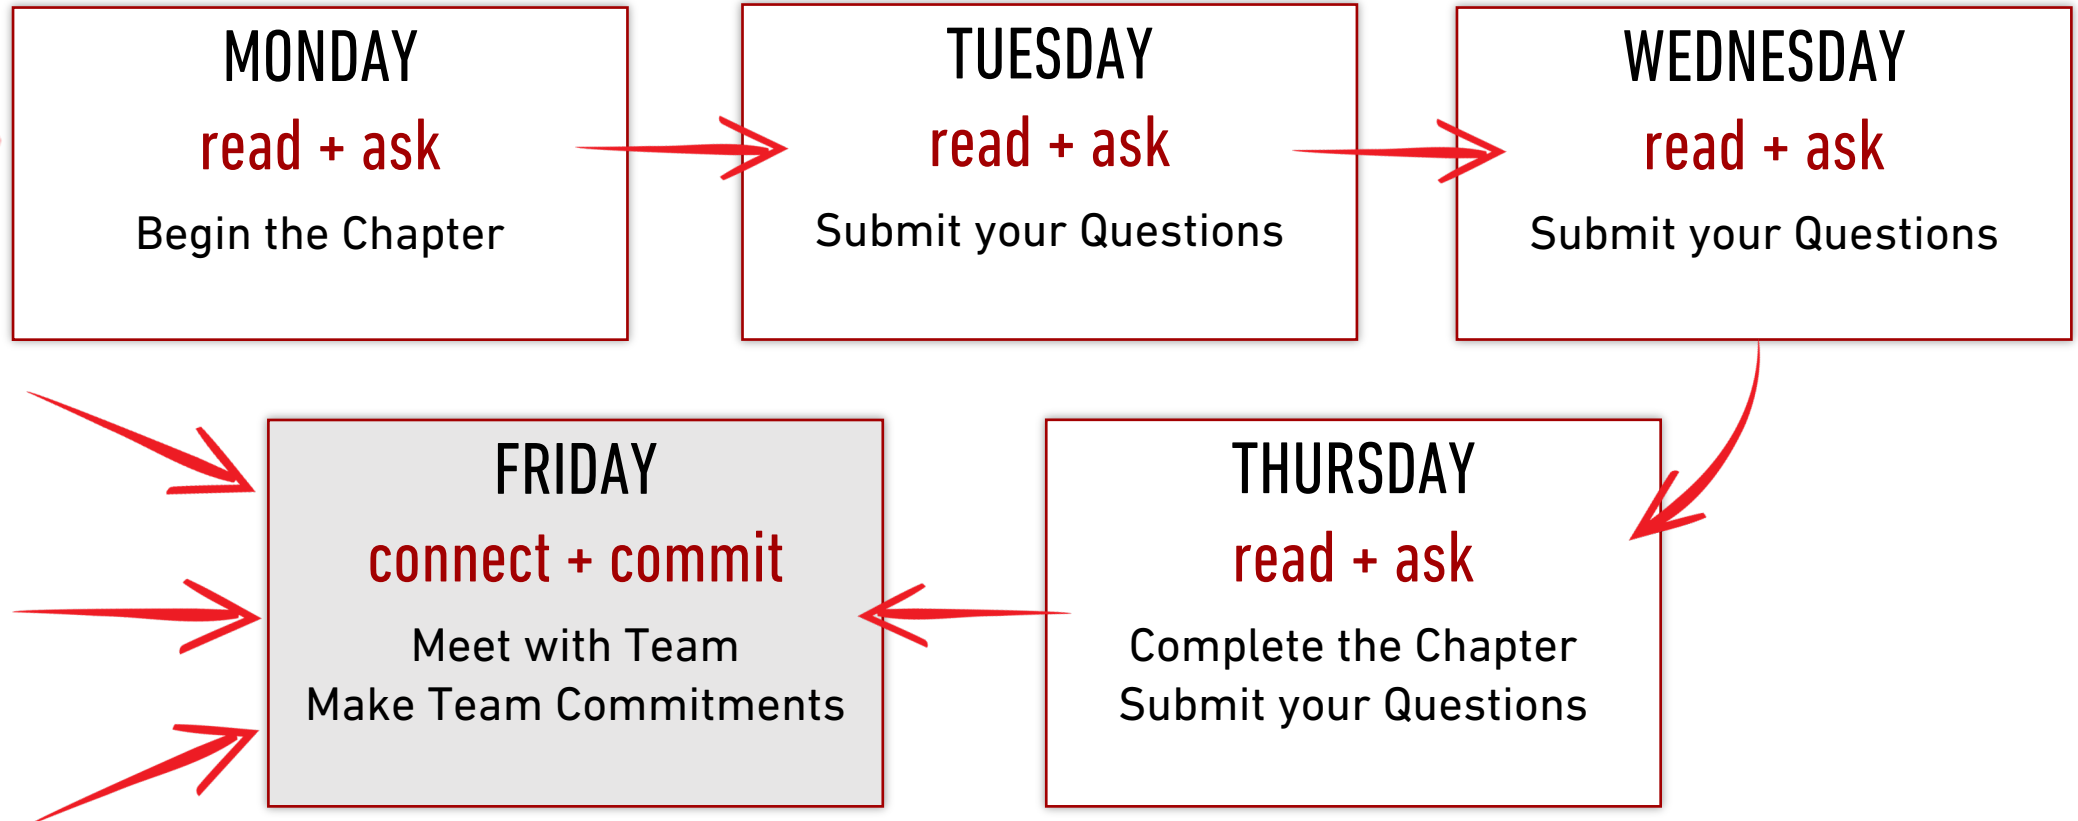 MONDAY
read + ask
Begin the Chapter
TUESDAY
read + ask
Submit your Questions
WEDNESDAY
read + ask
Submit your Questions
THURSDAY
read + ask
Complete the Chapter
Submit your Questions
FRIDAY
connect + commit
Meet with Team
Make Team Commitments